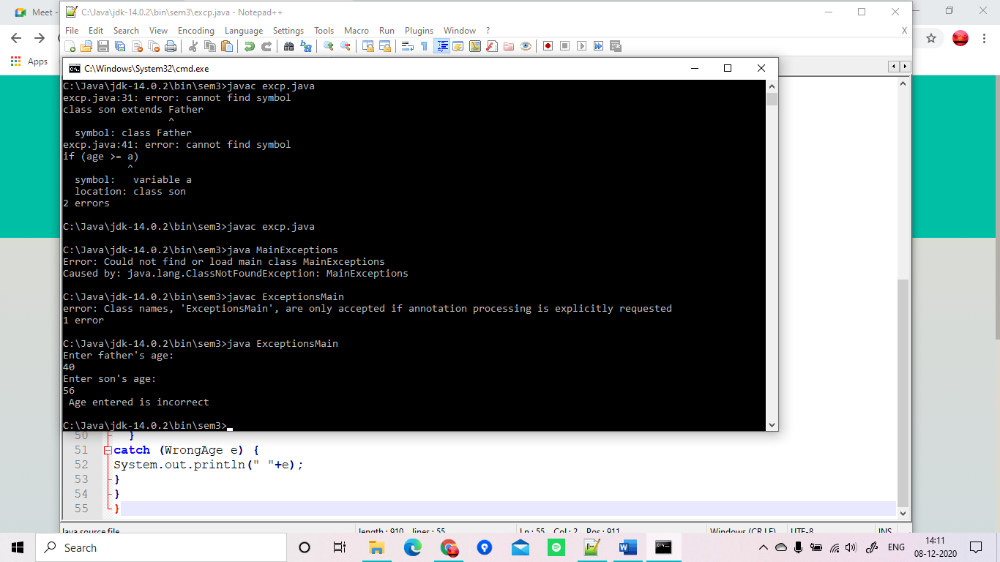 Meet -
C:\Java\jdk-14.0.2\bin\sem3\excp.java - Notepad++
File Edit Search View Encoding Language Settings Tools Macro Run Plugins Window ?
X
Apps
C:\Windows\System32\cmd.exe
C:\Java\jdk-14.0.2\bin\sem3>javac excp.java
excp.java:31: error: cannot find symbol
class son extends Father
^
symbol: class Father
excp.java:41: error: cannot find symbol
if (age >= a)
^
symbol:   variable a
location: class son
2 errors
C:\Java\jdk-14.0.2\bin\sem3>javac excp.java
C:\Java\jdk-14.0.2\bin\sem3>java MainExceptions
Error: Could not find or load main class MainExceptions
Caused by: java.lang.ClassNotFoundException: MainExceptions
C:\Java\jdk-14.0.2\bin\sem3>javac ExceptionsMain
error: Class names, 'ExceptionsMain', are only accepted if annotation processing is explicitly requested
1 error
C:\Java\jdk-14.0.2\bin\sem3>java ExceptionsMain
Enter father's age:
40
Enter son's age:
56
Age entered is incorrect
C:\Java\jdk-14.0.2\bin\sem3>
50 }
51 catch (WrongAge e) {
52 System.out.println(" "+e);
53 }
54 }
55 }
Java source file length : 910 lines : 55 Ln : 55 Col : 2 Pos : 911 Windows (CR LF) UTF-8 INS
Search
ENG
14:11
08-12-2020